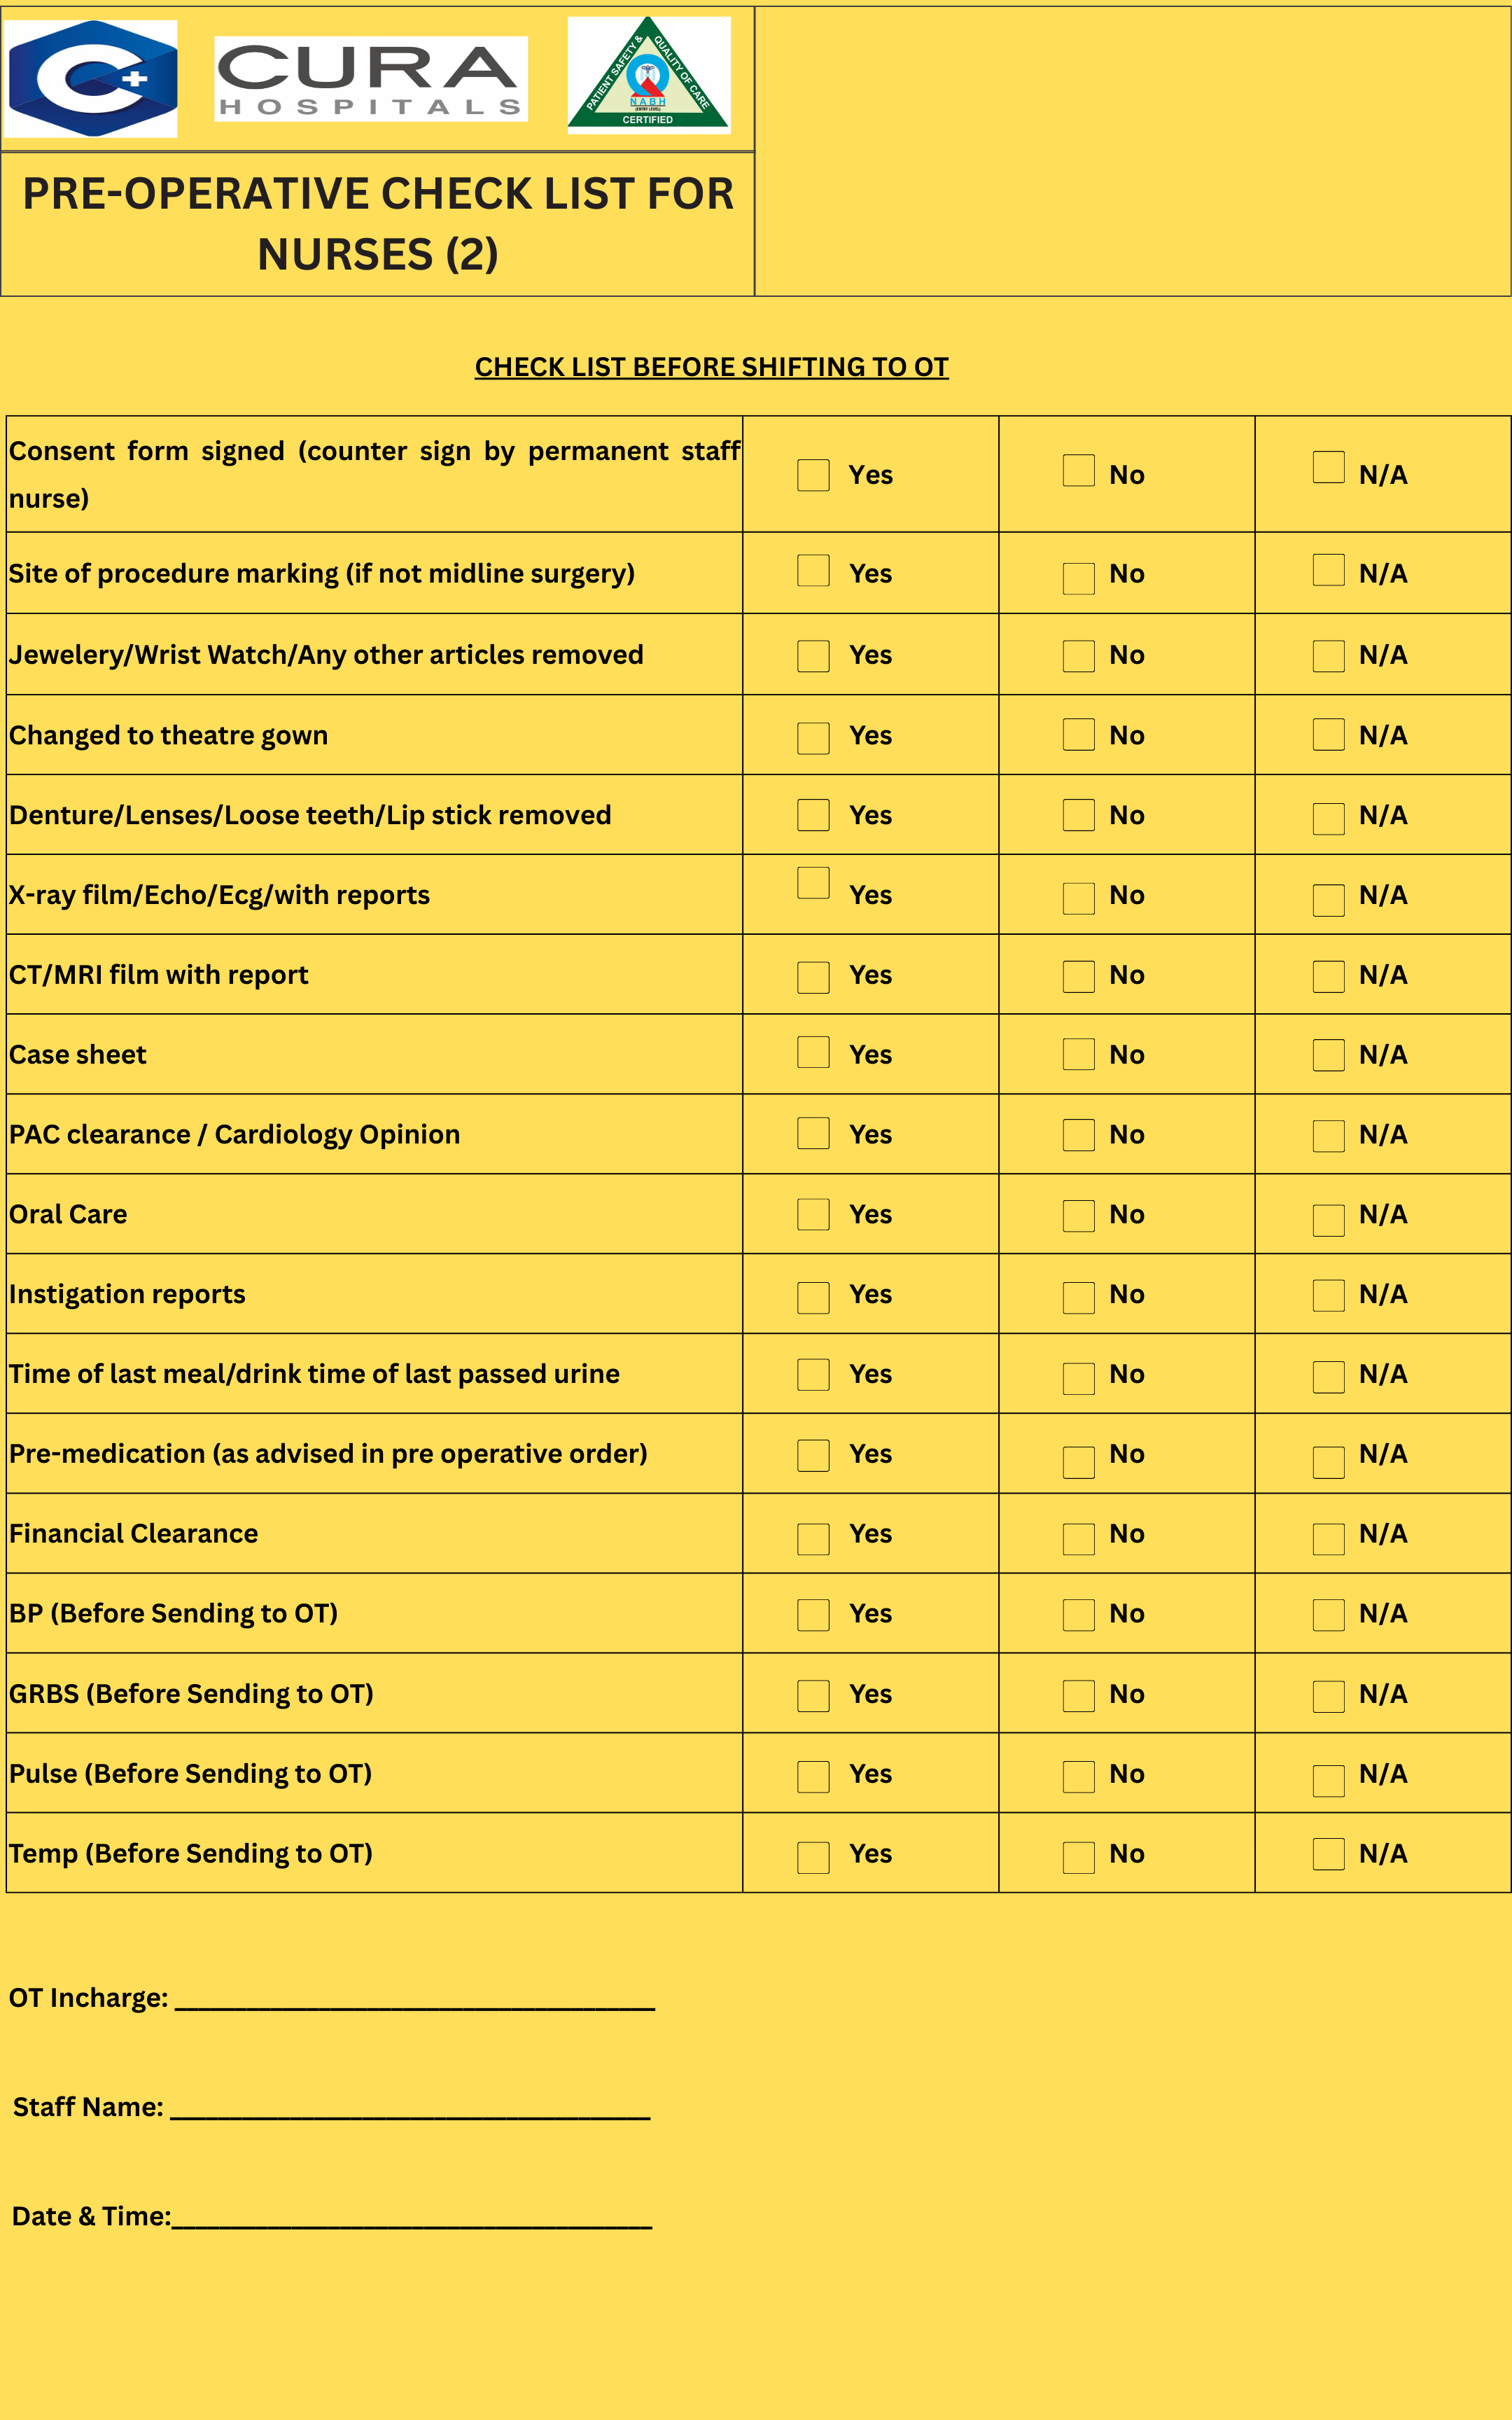 CURA
HOSPITALS
PATIENT SAFETY & QUALITY OF CARE
NABH
(ENTRY LEVEL)
CERTIFIED
PRE-OPERATIVE CHECK LIST FOR
NURSES (2)
CHECK LIST BEFORE SHIFTING TO OT
Consent form signed (counter sign by permanent staff
nurse) Yes No N/A
Site of procedure marking (if not midline surgery) Yes No N/A
Jewelery/Wrist Watch/Any other articles removed Yes No N/A
Changed to theatre gown Yes No N/A
Denture/Lenses/Loose teeth/Lip stick removed Yes No N/A
X-ray film/Echo/Ecg/with reports Yes No N/A
CT/MRI film with report Yes No N/A
Case sheet Yes No N/A
PAC clearance / Cardiology Opinion Yes No N/A
Oral Care Yes No N/A
Instigation reports Yes No N/A
Time of last meal/drink time of last passed urine Yes No N/A
Pre-medication (as advised in pre operative order) Yes No N/A
Financial Clearance Yes No N/A
BP (Before Sending to OT) Yes No N/A
GRBS (Before Sending to OT) Yes No N/A
Pulse (Before Sending to OT) Yes No N/A
Temp (Before Sending to OT) Yes No N/A
OT Incharge: ___________________________________
Staff Name: ___________________________________
Date & Time:___________________________________